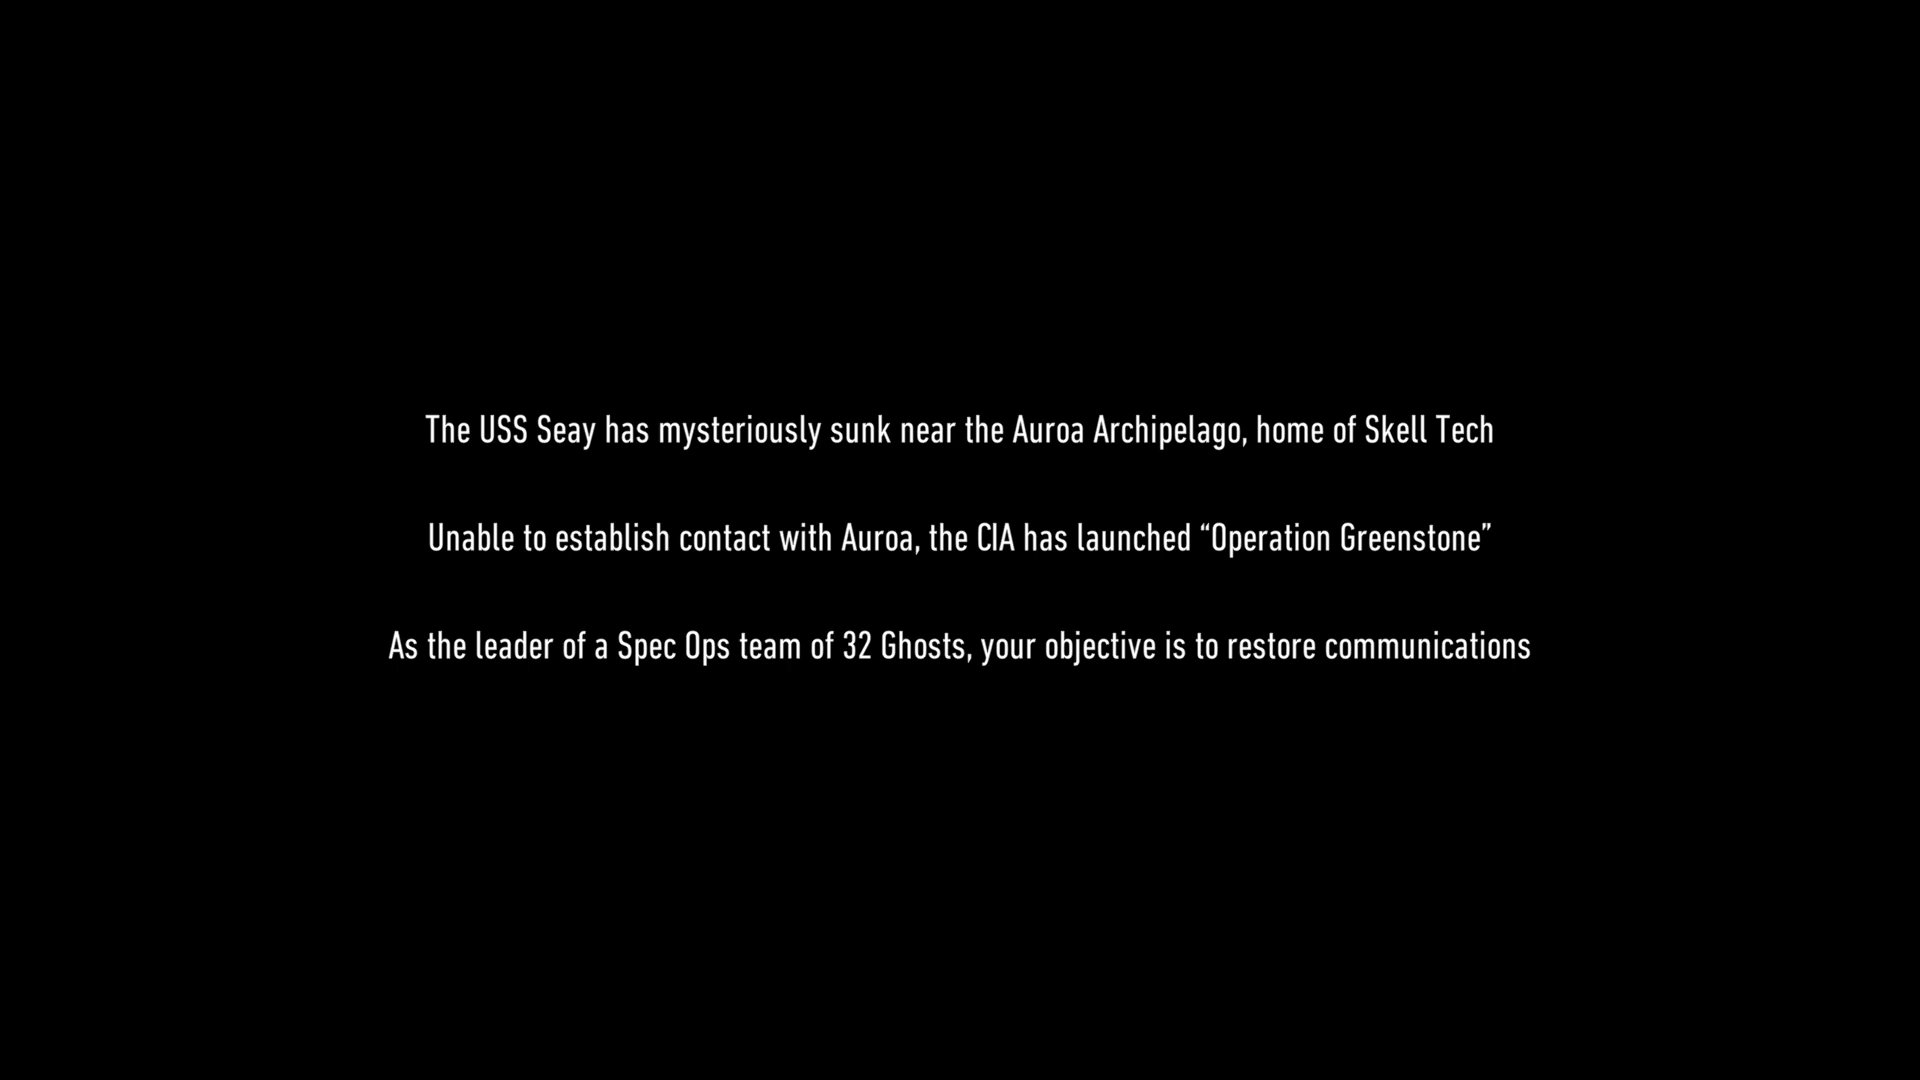 The USS Seay has mysteriously sunk near the Auroa Archipelago, home of Skell Tech
Unable to establish contact with Auroa, the CIA has launched “Operation Greenstone”
As the leader of a Spec Ops team of 32 Ghosts, your objective is to restore communications